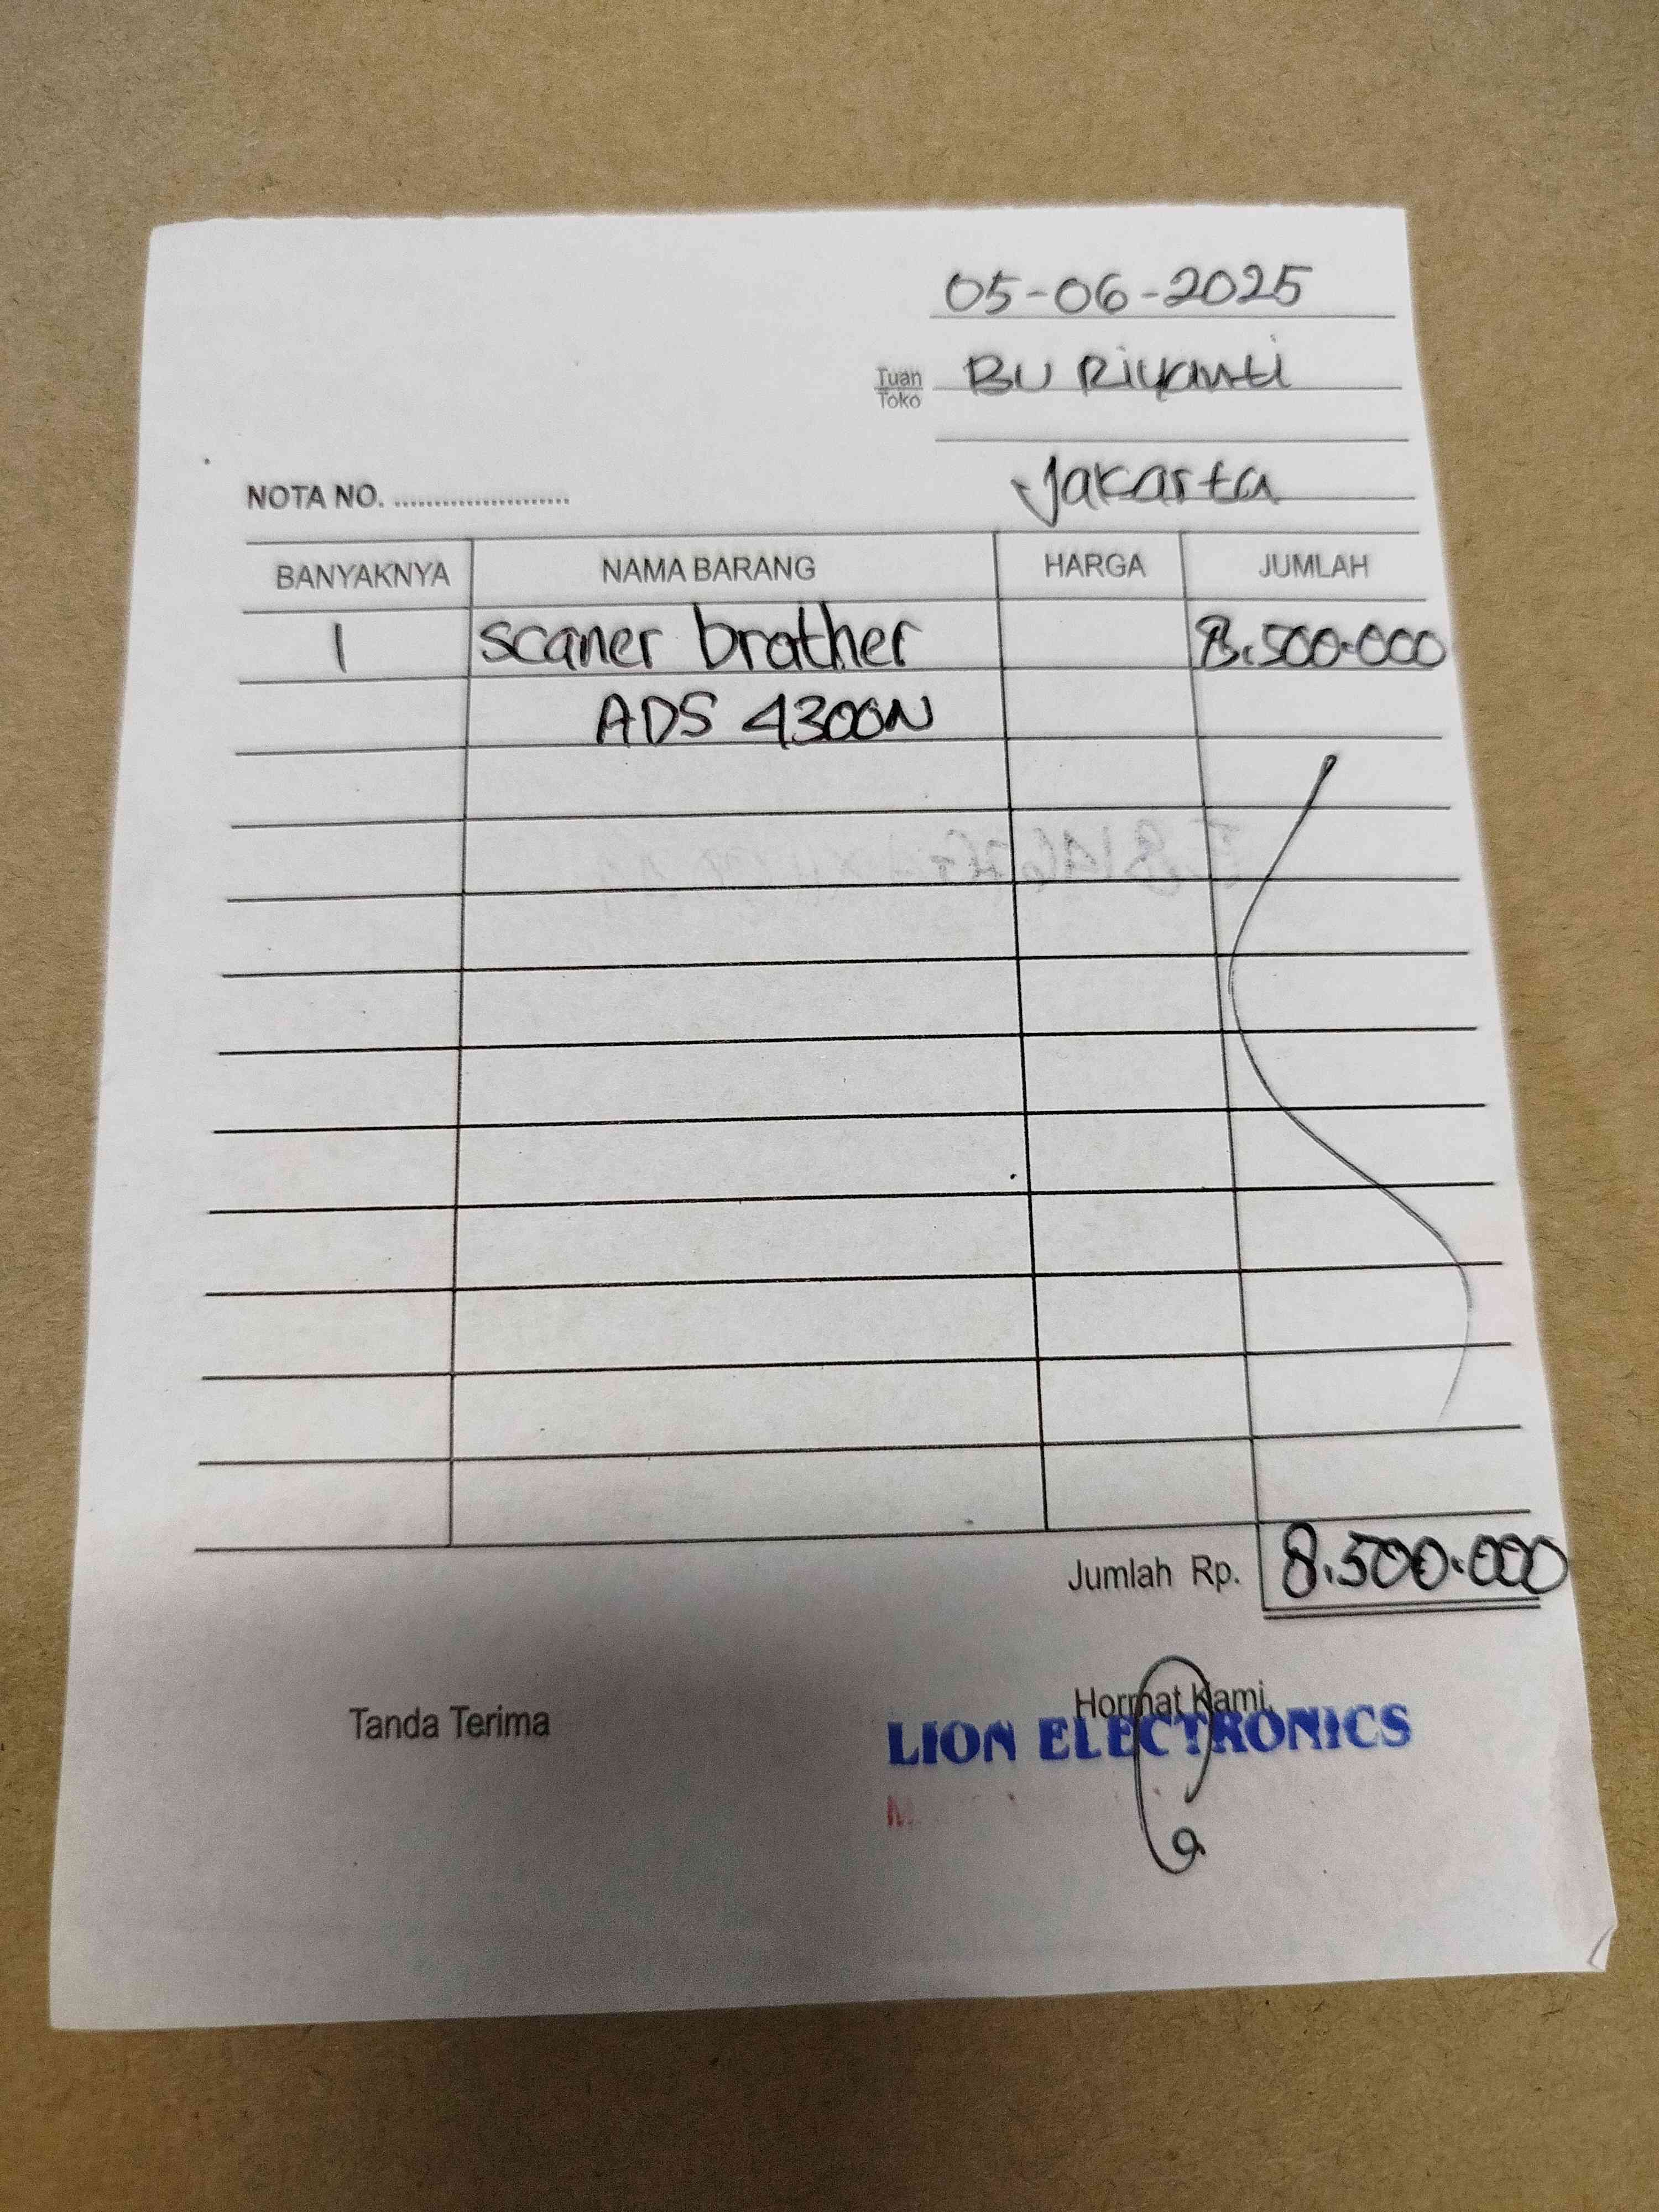 05-06-2025
Tuan BU Riyanti
Toko
Jakarta
NOTA NO. ......................
BANYAKNYA NAMA BARANG HARGA JUMLAH
1 scaner brother 8.500.000
ADS 4300N
Jumlah Rp. 8.500.000
Tanda Terima Hormat Kami,
LION ELECTRONICS
M